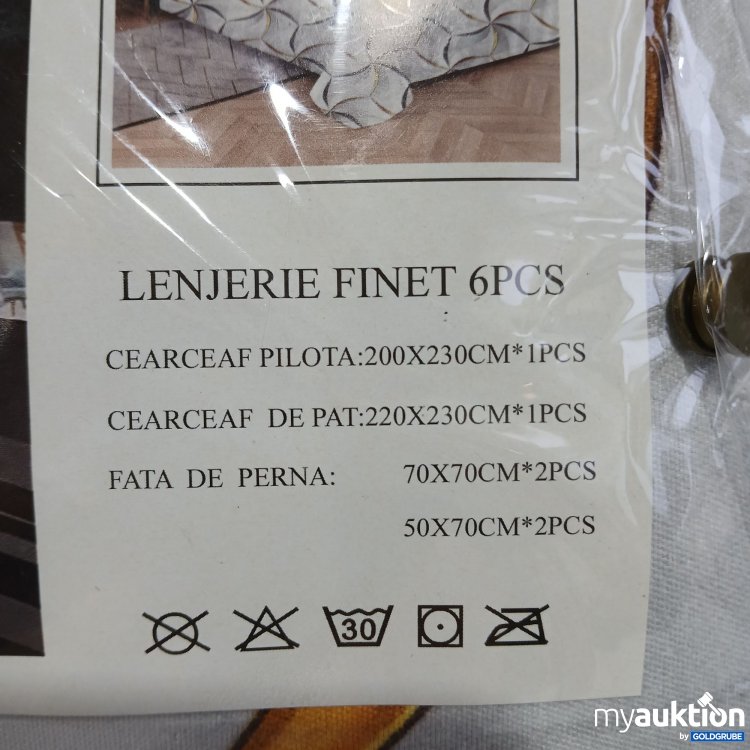 LENJERIE FINET 6PCS
CEARCEAF PILOTA:200X230CM*1PCS
CEARCEAF DE PAT:220X230CM*1PCS
FATA DE PERNA: 70X70CM*2PCS
50X70CM*2PCS
30
myauktion
by GOLDGRUBE